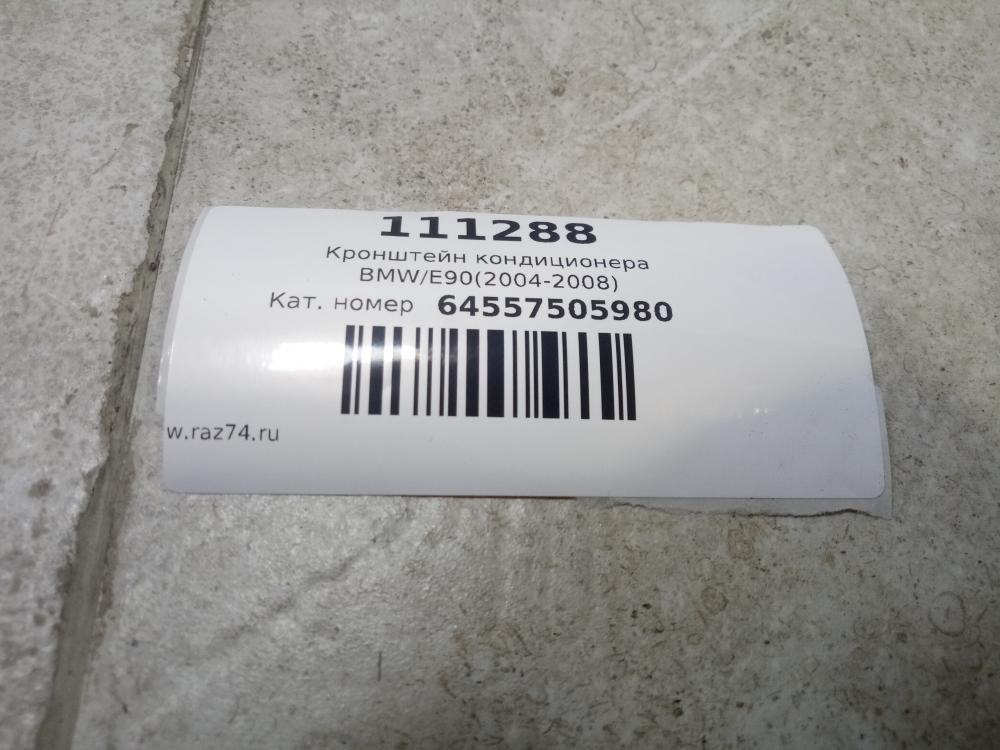 111288
Кронштейн кондиционера
BMW/E90(2004-2008)
Кат. номер 64557505980
w.raz74.ru